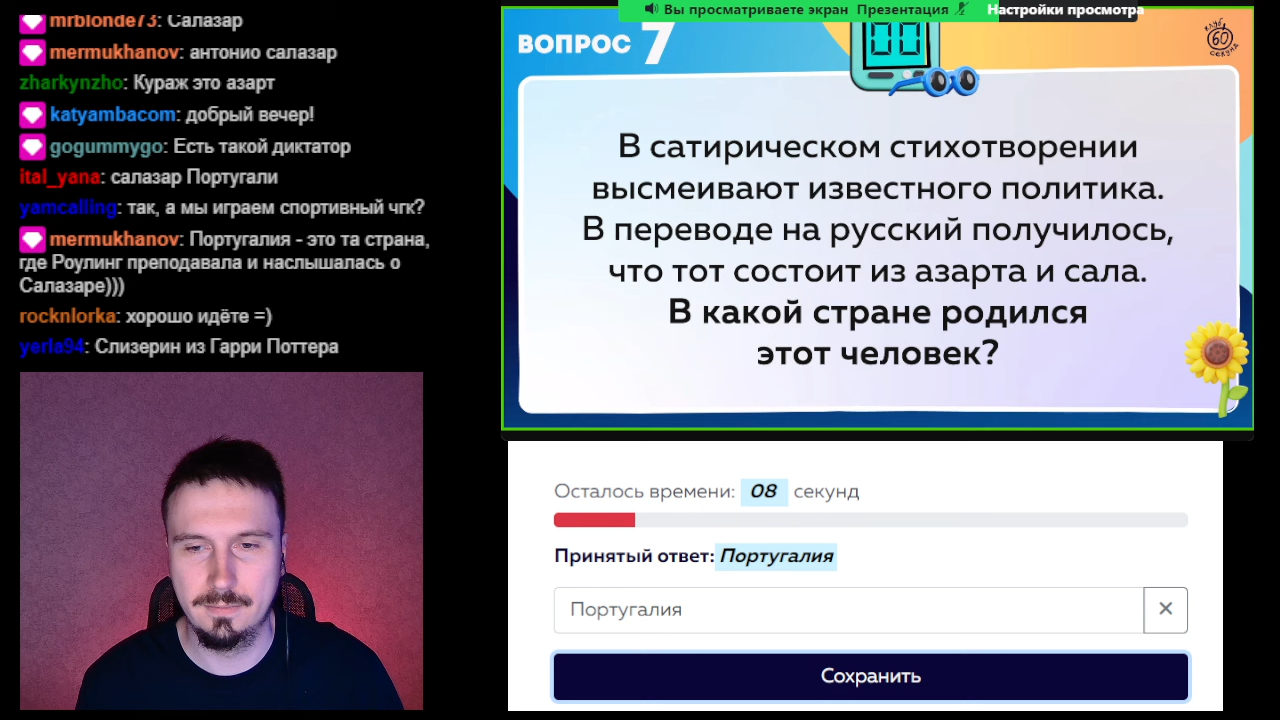 mrblonde73: Салазар
mermukhanov: антонио салазар
zharkynzho: Кураж это азарт
katyambacom: добрый вечер!
gogummygo: Есть такой диктатор
ital_yana: салазар Португали
yamcalling: так, а мы играем спортивный чгк?
mermukhanov: Португалия - это та страна,
где Роулинг преподавала и наслышалась о
Салазаре)))
rocknlorka: хорошо идёте =)
yerla94: Слизерин из Гарри Поттера
Вы просматриваете экран Презентация
Настройки просмотра
ВОПРОС 7
00
КЛУБ
60
СЕКУНД
В сатирическом стихотворении
высмеивают известного политика.
В переводе на русский получилось,
что тот состоит из азарта и сала.
В какой стране родился
этот человек?
Осталось времени: 08 секунд
Принятый ответ: Португалия
Португалия
Сохранить